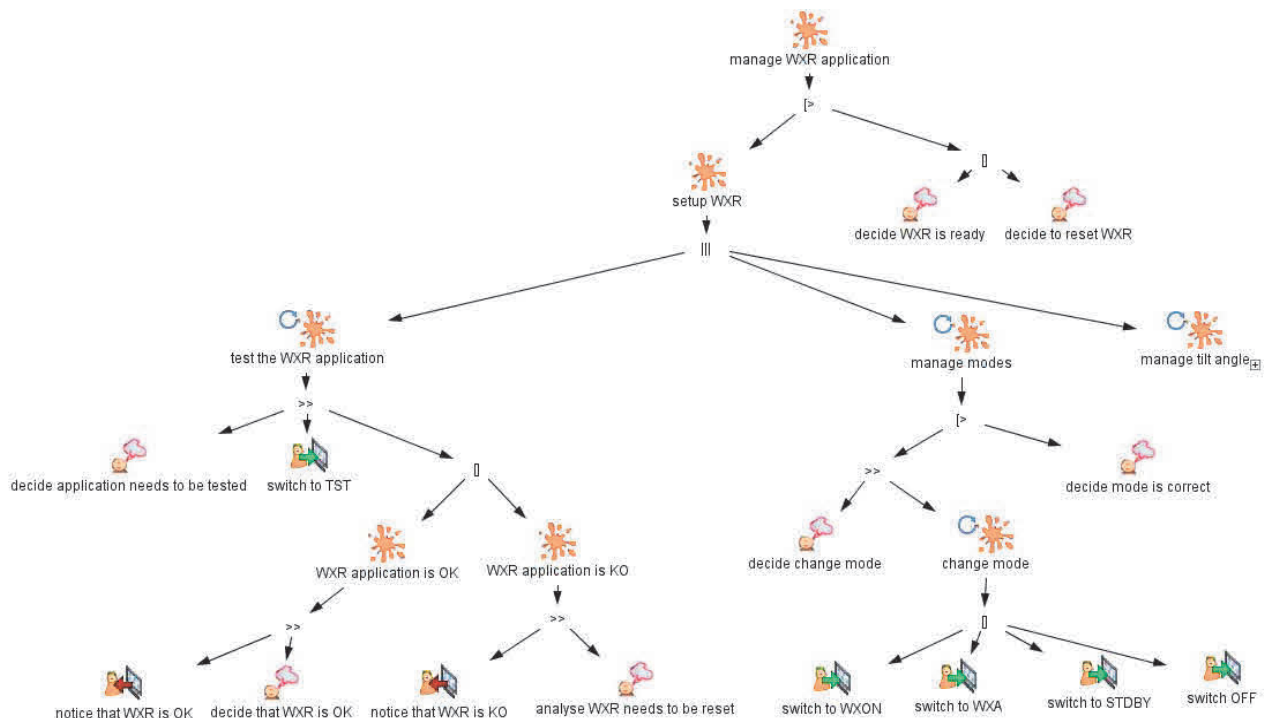 manage WXR application
[>
[]
setup WXR
decide WXR is ready
decide to reset WXR
|||
test the WXR application
manage modes
manage tilt angle
>>
[>
decide application needs to be tested
switch to TST
[]
>>
decide mode is correct
WXR application is OK
WXR application is KO
decide change mode
change mode
>>
>>
[]
notice that WXR is OK
decide that WXR is OK
notice that WXR is KO
analyse WXR needs to be reset
switch to WXON
switch to WXA
switch to STDBY
switch OFF